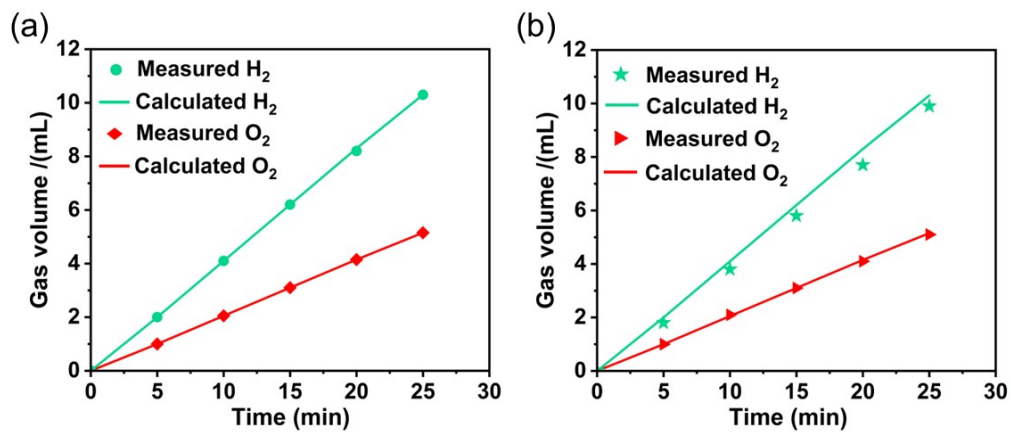 (a)
12
10
8
6
4
2
0
Gas volume /(mL)
Measured H₂
Calculated H₂
Measured O₂
Calculated O₂
0 5 10 15 20 25 30
Time (min)
(b)
12
10
8
6
4
2
0
Gas volume /(mL)
Measured H₂
Calculated H₂
Measured O₂
Calculated O₂
0 5 10 15 20 25 30
Time (min)